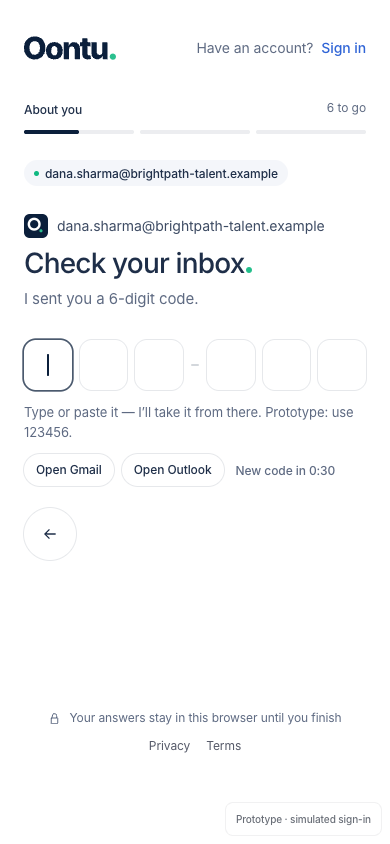 Oontu.
Have an account? Sign in
About you
6 to go
dana.sharma@brightpath-talent.example
dana.sharma@brightpath-talent.example
Check your inbox.
I sent you a 6-digit code.
–
Type or paste it — I’ll take it from there. Prototype: use
123456.
Open Gmail
Open Outlook
New code in 0:30
Your answers stay in this browser until you finish
Privacy
Terms
Prototype · simulated sign-in